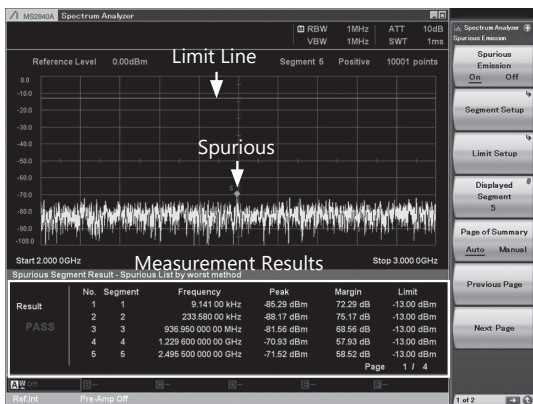 MS2840A Spectrum Analyzer
RBW 1MHz ATT 10dB
VBW 1MHz SWT 1ms
Reference Level 0.00dBm Segment 5 Positive 10001 points
Limit Line
0.0
-10.0
-20.0
-30.0
-40.0
-50.0
-60.0
-70.0
-80.0
-90.0
-100.0
Spurious
5
Start 2.000 0GHz Stop 3.000 0GHz
Measurement Results
Spurious Segment Result - Spurious List by worst method
No. Segment Frequency Peak Margin Limit
Result
PASS
1 1 9.141 00 kHz -85.29 dBm 72.29 dB -13.00 dBm
2 2 233.580 00 kHz -88.17 dBm 75.17 dB -13.00 dBm
3 3 936.950 000 00 MHz -81.56 dBm 68.56 dB -13.00 dBm
4 4 1.229 600 000 00 GHz -70.93 dBm 57.93 dB -13.00 dBm
5 5 2.495 500 000 00 GHz -71.52 dBm 58.52 dB -13.00 dBm
Page 1 / 4
Off
Ref.int Pre-Amp Off
Spectrum Analyzer
Spurious Emission
Spurious
Emission
On Off
Segment Setup
Limit Setup
Displayed
Segment
5
Page of Summary
Auto Manual
Previous Page
Next Page
1 of 2